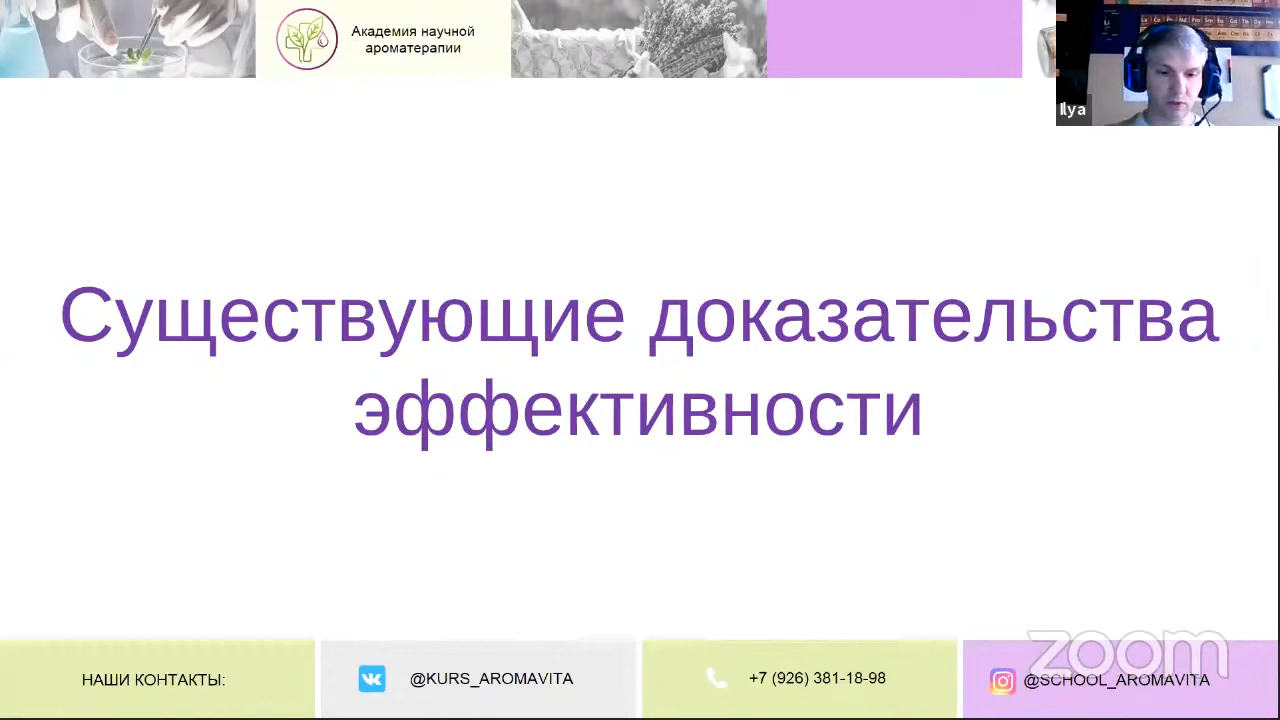 Академия научной
ароматерапии
Ilya
Существующие доказательства
эффективности
zoom
НАШИ КОНТАКТЫ:
@KURS_AROMAVITA
+7 (926) 381-18-98
@SCHOOL_AROMAVITA